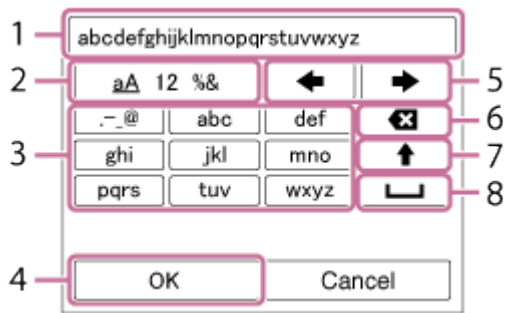 1 abcdefghijklmnopqrstuvwxyz
2 aA 12 %& 5
.-_@ abc def 6
3 ghi jkl mno 7
pqrs tuv wxyz 8
4 OK Cancel